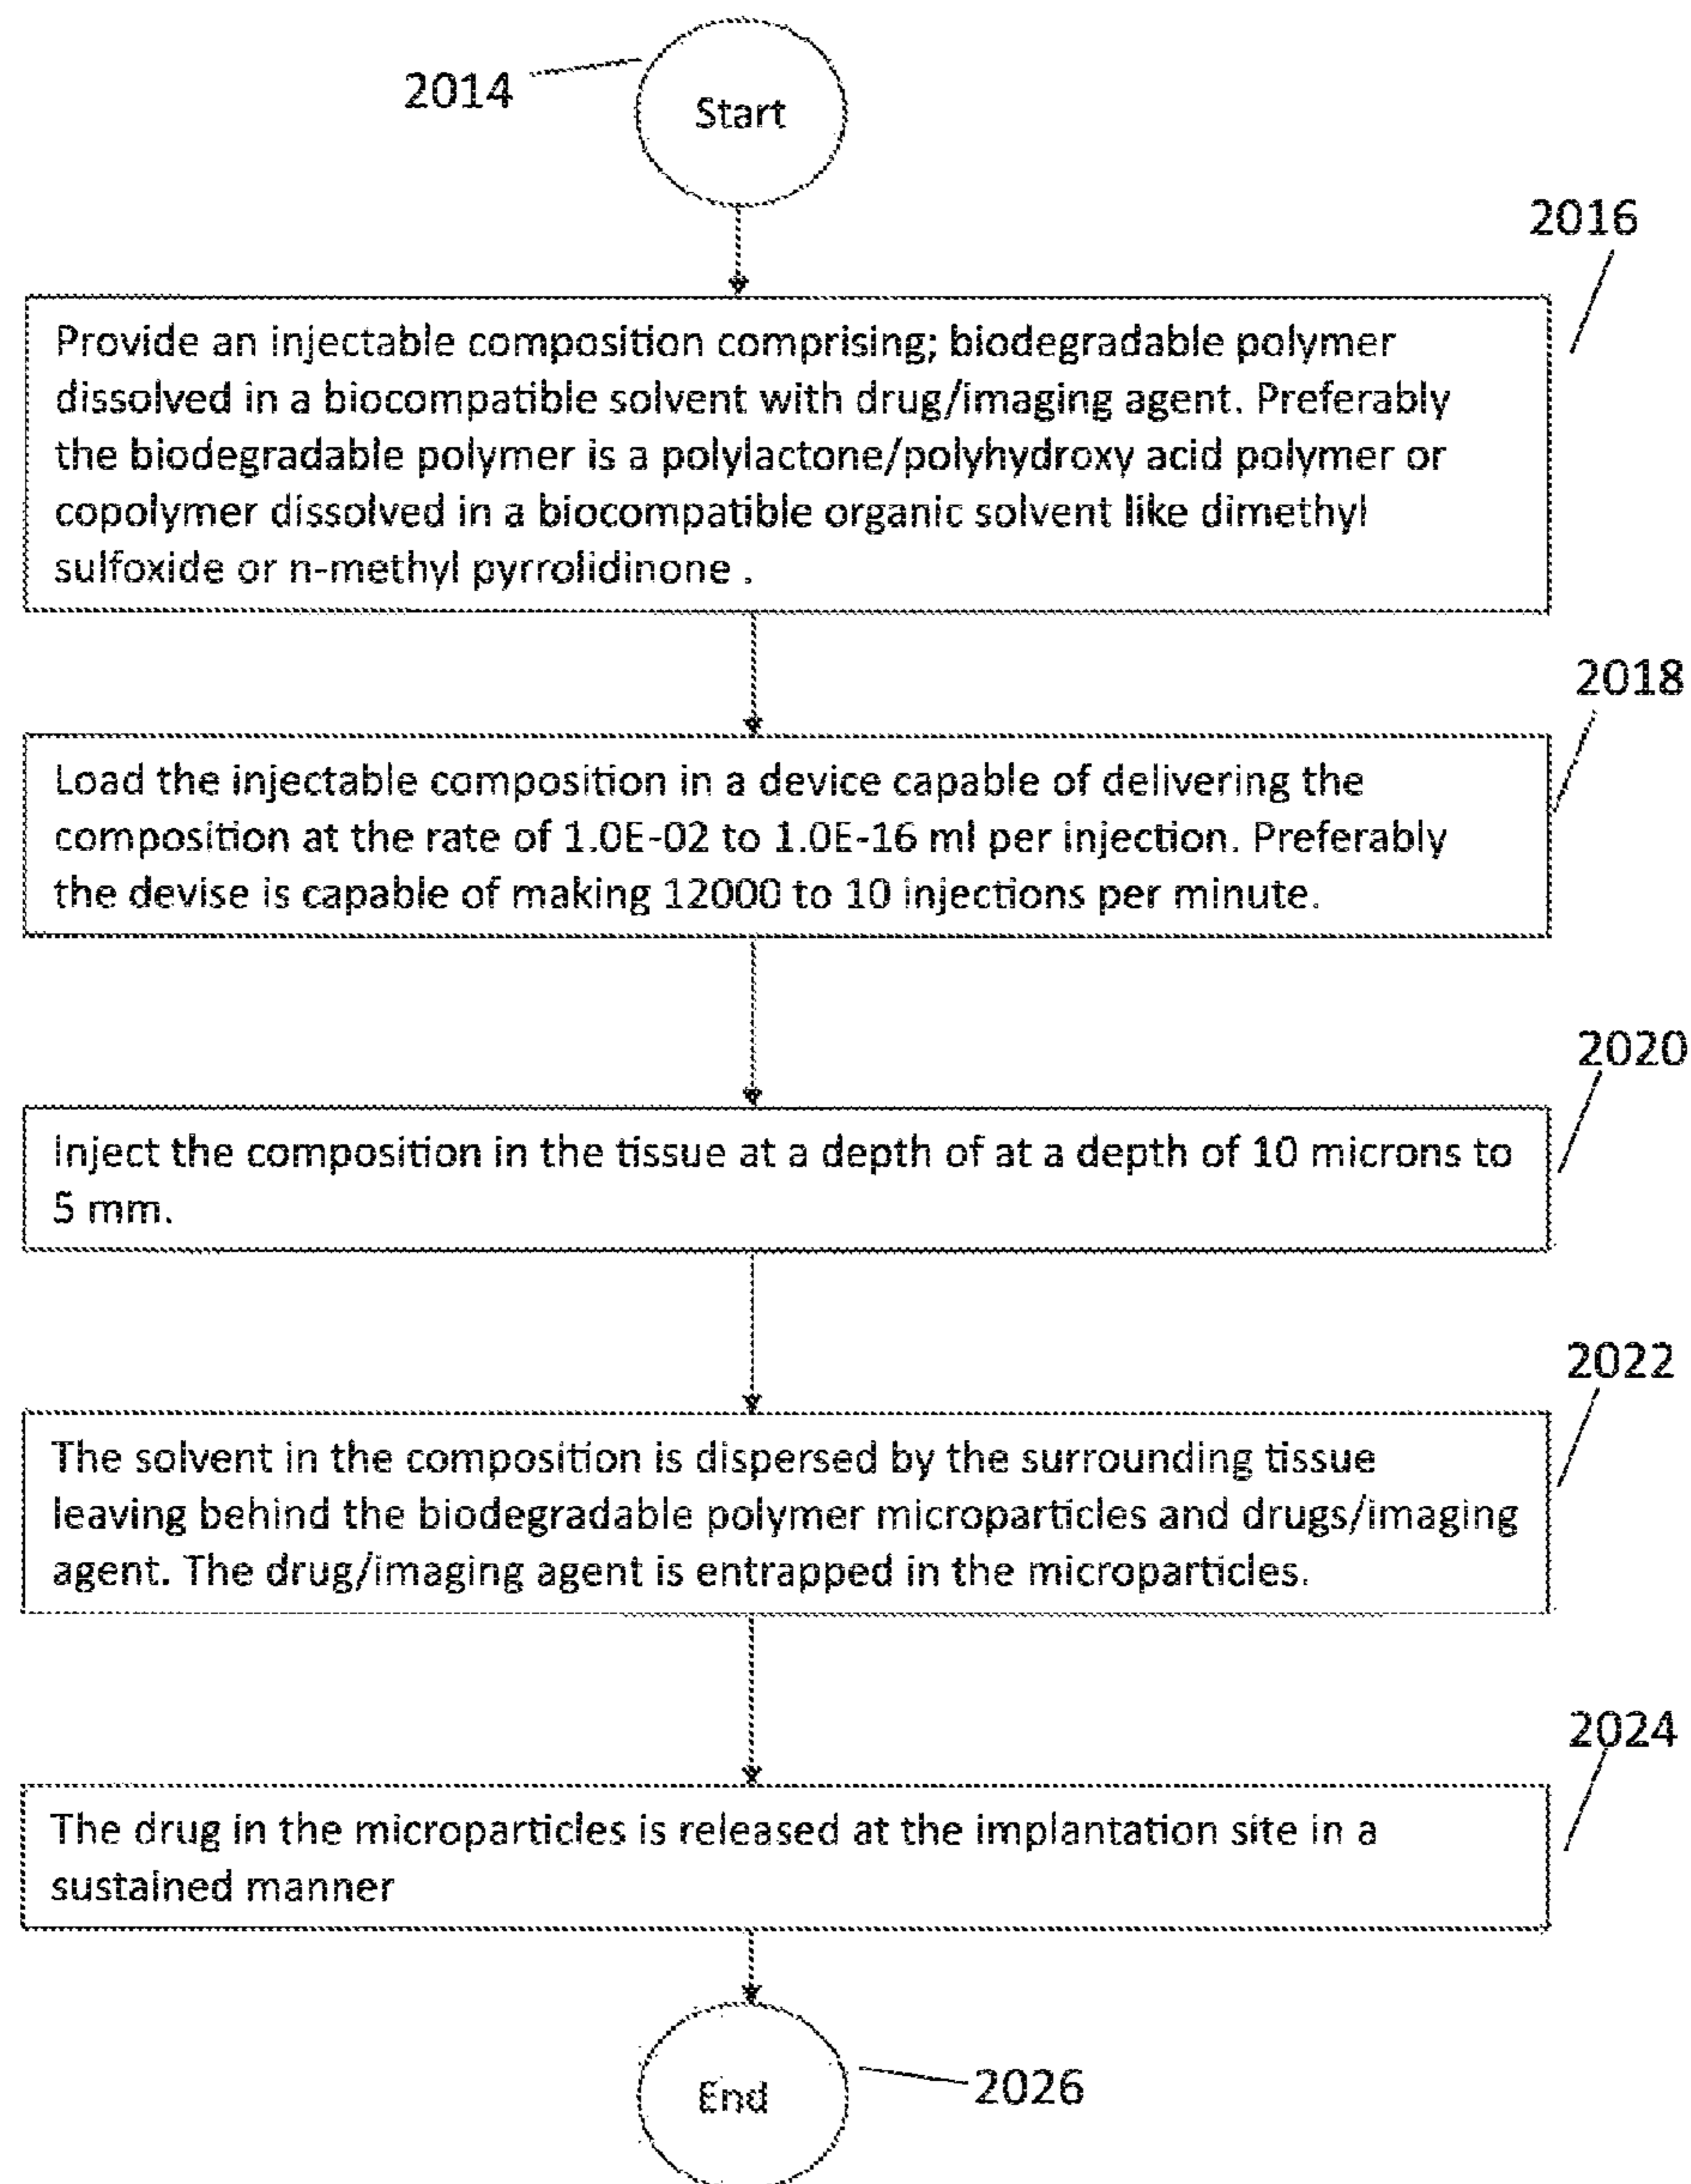 2014
Start
2016
Provide an injectable composition comprising; biodegradable polymer
dissolved in a biocompatible solvent with drug/imaging agent. Preferably
the biodegradable polymer is a polylactone/polyhydroxy acid polymer or
copolymer dissolved in a biocompatible organic solvent like dimethyl
sulfoxide or n-methyl pyrrolidinone .
2018
Load the injectable composition in a device capable of delivering the
composition at the rate of 1.0E-02 to 1.0E-16 ml per injection. Preferably
the devise is capable of making 12000 to 10 injections per minute.
2020
Inject the composition in the tissue at a depth of at a depth of 10 microns to
5 mm.
2022
The solvent in the composition is dispersed by the surrounding tissue
leaving behind the biodegradable polymer microparticles and drugs/imaging
agent. The drug/imaging agent is entrapped in the microparticles.
2024
The drug in the microparticles is released at the implantation site in a
sustained manner
End
2026